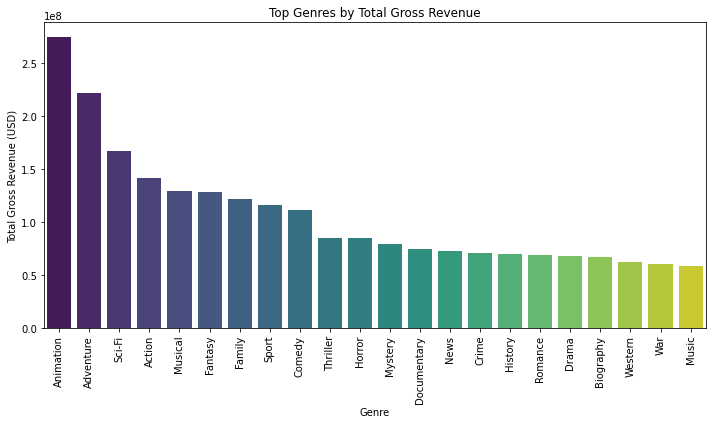 Top Genres by Total Gross Revenue
1e8
2.5
2.0
1.5
1.0
0.5
0.0
Total Gross Revenue (USD)
Animation
Adventure
Sci-Fi
Action
Musical
Fantasy
Family
Sport
Comedy
Thriller
Horror
Mystery
Documentary
News
Crime
History
Romance
Drama
Biography
Western
War
Music
Genre